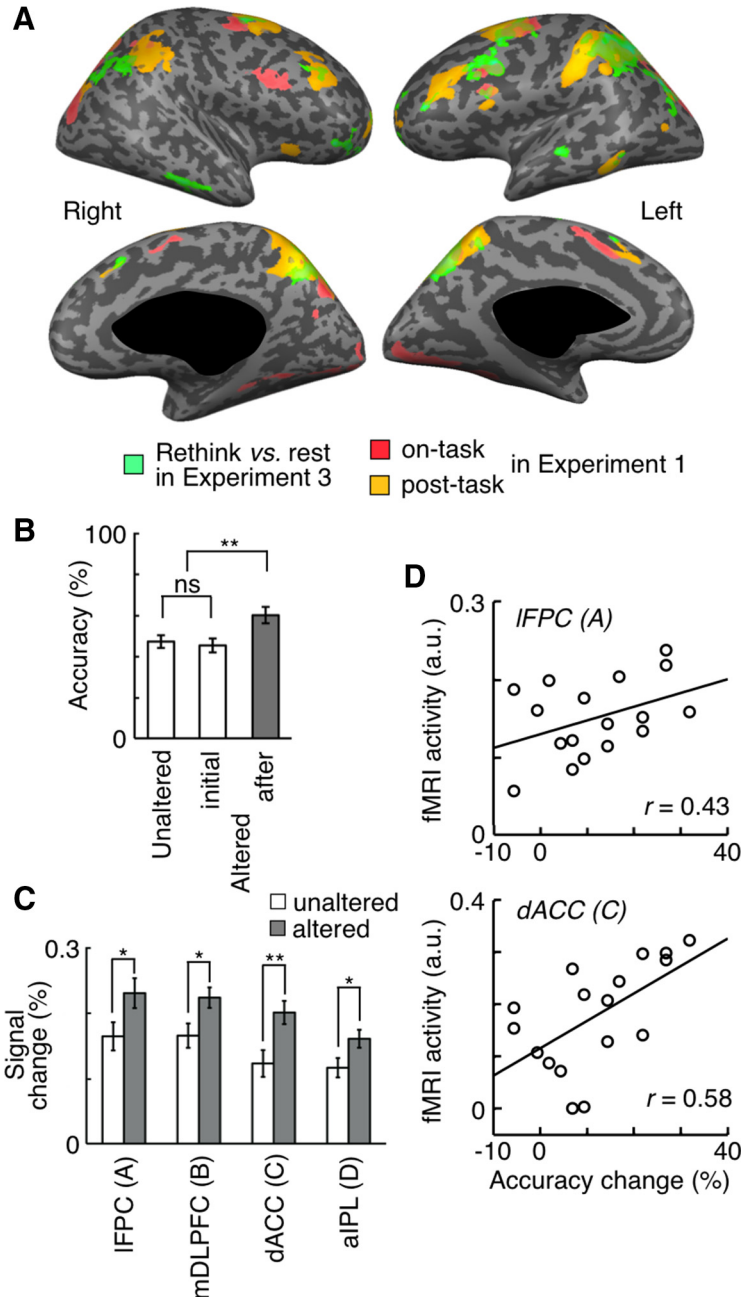 A
Right
Left
Rethink vs. rest
in Experiment 3
on-task
post-task
in Experiment 1
B
100
Accuracy (%)
0
ns
**
Unaltered
initial
after
Altered
C
unaltered
altered
0.3
Signal
change (%)
0
*
*
**
*
lFPC (A)
mDLPFC (B)
dACC (C)
aIPL (D)
D
0.3
lFPC (A)
fMRI activity (a.u.)
r = 0.43
0
-10
0
40
0.4
dACC (C)
fMRI activity (a.u.)
r = 0.58
0
-10
0
40
Accuracy change (%)